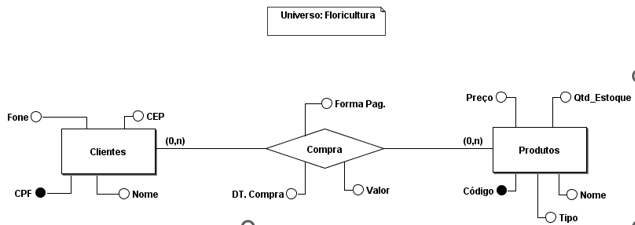 Universo: Floricultura
Fone
CEP
Clientes
CPF
Nome
(0,n)
Forma Pag.
Compra
DT. Compra
Valor
(0,n)
Preço
Qtd_Estoque
Produtos
Código
Nome
Tipo